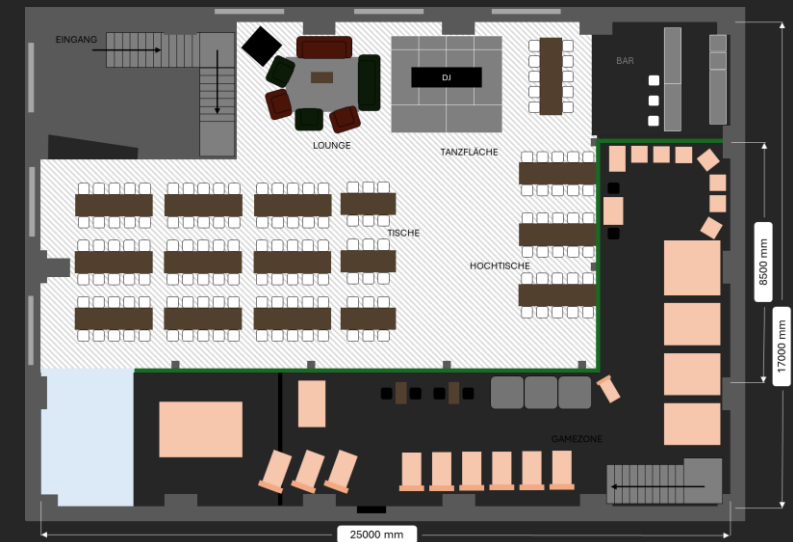 EINGANG
BAR
DJ
LOUNGE
TANZFLÄCHE
TISCHE
HOCHTISCHE
8500 mm
17000 mm
GAMEZONE
25000 mm